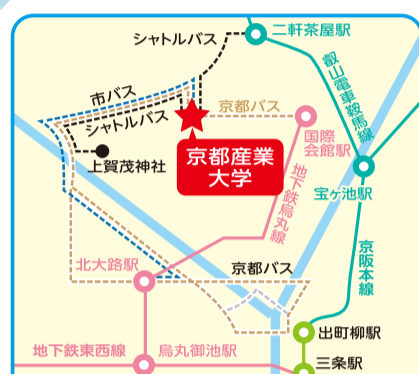 シャトルバス
二軒茶屋駅
市バス
シャトルバス
京都バス
叡山電車鞍馬線
国際
会館駅
上賀茂神社
京都産業
大学
地下鉄烏丸線
宝ヶ池駅
北大路駅
京都バス
京阪本線
出町柳駅
地下鉄東西線
烏丸御池駅
三条駅